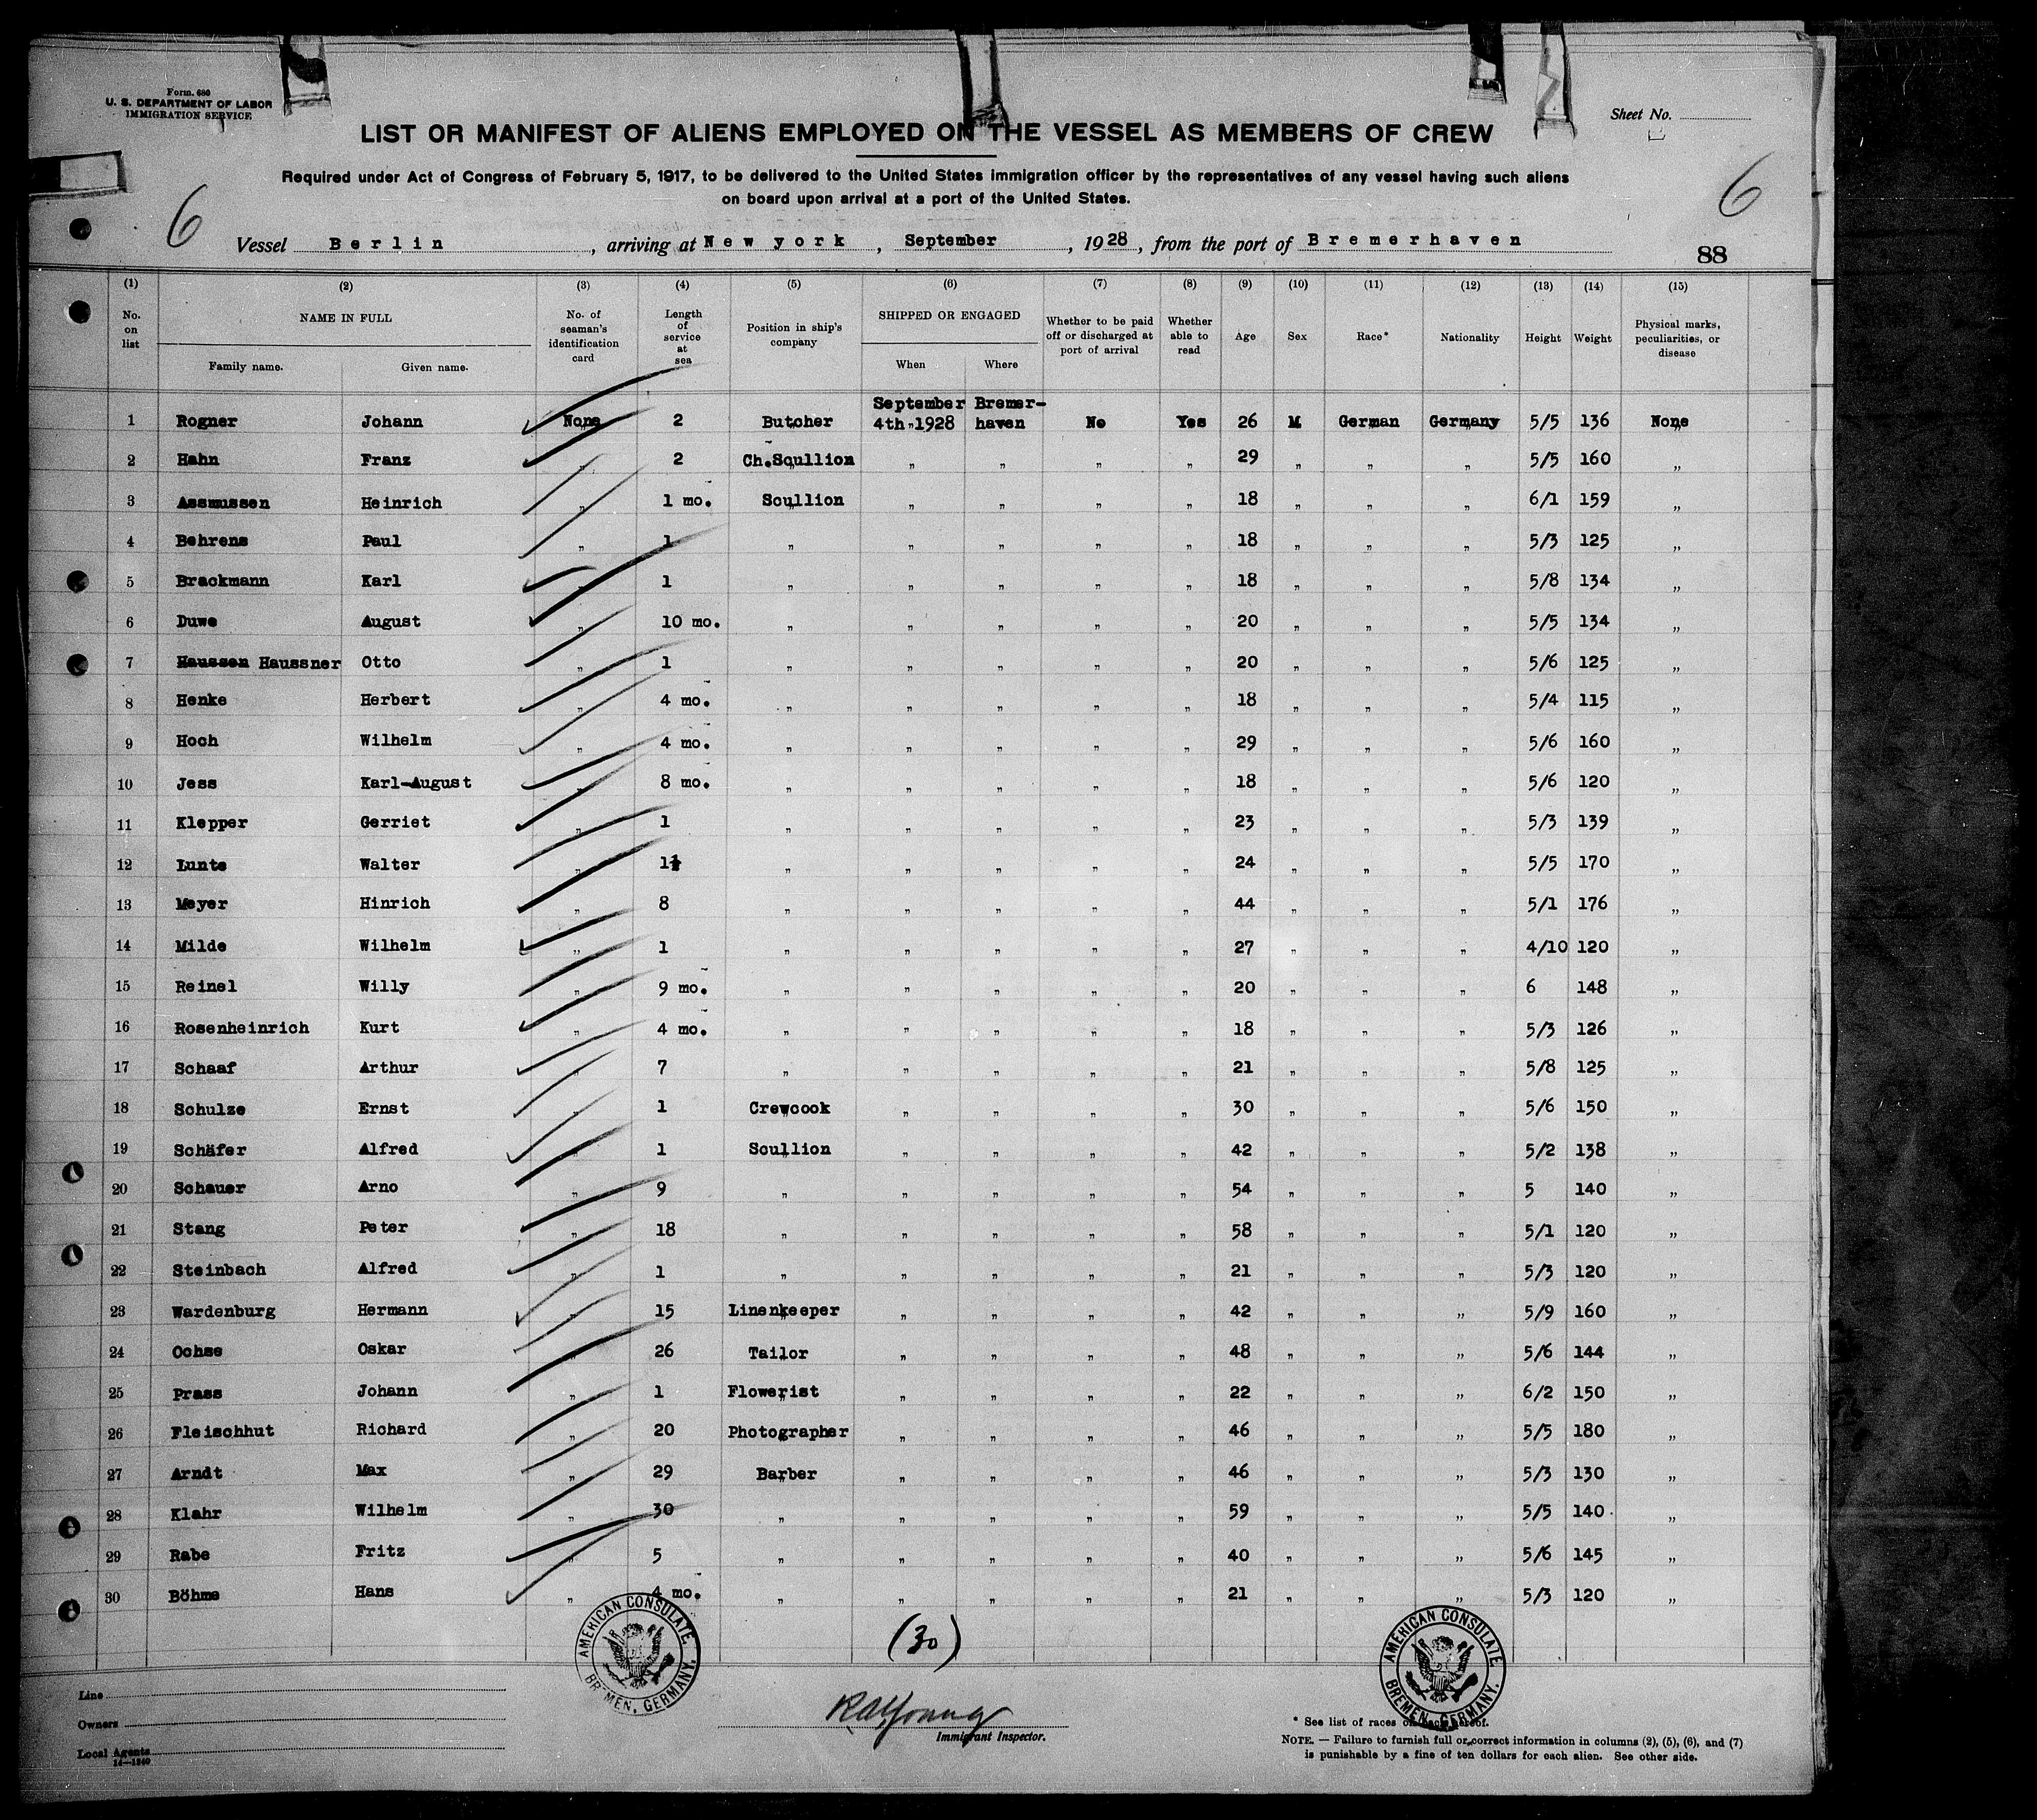 Form. 680
U. S. DEPARTMENT OF LABOR
IMMIGRATION SERVICE
Sheet No.
LIST OR MANIFEST OF ALIENS EMPLOYED ON THE VESSEL AS MEMBERS OF CREW
Required under Act of Congress of February 5, 1917, to be delivered to the United States immigration officer by the representatives of any vessel having such aliens
on board upon arrival at a port of the United States.
6 6
Vessel Berlin, arriving at New york, September, 1928, from the port of Bremerhaven
88
(1) (2) (3) (4) (5) (6) (7) (8) (9) (10) (11) (12) (13) (14) (15)
No. on list NAME IN FULL Family name. Given name. No. of seaman's identification card Length of service at sea Position in ship's company SHIPPED OR ENGAGED When Where Whether to be paid off or discharged at port of arrival Whether able to read Age Sex Race* Nationality Height Weight Physical marks, peculiarities, or disease
1 Rogner Johann None 2 Butcher September 4th 1928 Bremer-haven No Yes 26 M German Germany 5/5 136 None
2 Hahn Franz " 2 Ch.Scullion " " " " 29 " " " 5/5 160 "
3 Assmussen Heinrich " 1 mo. Scullion " " " " 18 " " " 6/1 159 "
4 Behrens Paul " 1 " " " " " 18 " " " 5/3 125 "
5 Brackmann Karl " 1 " " " " " 18 " " " 5/8 134 "
6 Duwe August " 10 mo. " " " " " 20 " " " 5/5 134 "
7 Haussen Haussner Otto " 1 " " " " " 20 " " " 5/6 125 "
8 Henke Herbert " 4 mo. " " " " " 18 " " " 5/4 115 "
9 Hoch Wilhelm " 4 mo. " " " " " 29 " " " 5/6 160 "
10 Jess Karl-August " 8 mo. " " " " " 18 " " " 5/6 120 "
11 Klepper Gerriet " 1 " " " " " 23 " " " 5/3 139 "
12 Lunte Walter " " " " " " 24 " " " 5/5 170 "
13 Meyer Hinrich " 8 " " " " " 44 " " " 5/1 176 "
14 Milde Wilhelm " 1 " " " " " 27 " " " 4/10 120 "
15 Reinel Willy " 9 mo. " " " " " 20 " " " 6 148 "
16 Rosenheinrich Kurt " 4 mo. " " " " " 18 " " " 5/3 126 "
17 Schaaf Arthur " 7 " " " " " 21 " " " 5/8 125 "
18 Schulze Ernst " 1 Crewcook " " " " 30 " " " 5/6 150 "
19 Schäfer Alfred " 1 Scullion " " " " 42 " " " 5/2 138 "
20 Schauer Arno " 9 " " " " " 54 " " " 5 140 "
21 Stang Peter " 18 " " " " " 58 " " " 5/1 120 "
22 Steinbach Alfred " 1 " " " " " 21 " " " 5/3 120 "
23 Wardenburg Hermann " 15 Linenkeeper " " " " 42 " " " 5/9 160 "
24 Ochse Oskar " 26 Tailor " " " " 48 " " " 5/6 144 "
25 Prass Johann " 1 Flowerist " " " " 22 " " " 6/2 150 "
26 Fleischhut Richard " 20 Photographer " " " " 46 " " " 5/5 180 "
27 Arndt Max " 29 Barber " " " " 46 " " " 5/3 130 "
28 Klahr Wilhelm " 30 " " " " " 59 " " " 5/5 140 "
29 Rabe Fritz " 5 " " " " " 40 " " " 5/6 145 "
30 Böhme Hans " 4 mo. " " " " " 21 " " " 5/3 120 "
(30)
AMERICAN CONSULATE, BREMEN, GERMANY.
AMERICAN CONSULATE, BREMEN, GERMANY.
Line
Owners
Local Agents
14—1240
R A Young
Immigrant Inspector.
* See list of races on back hereof.
NOTE. — Failure to furnish full or correct information in columns (2), (5), (6), and (7)
is punishable by a fine of ten dollars for each alien. See other side.